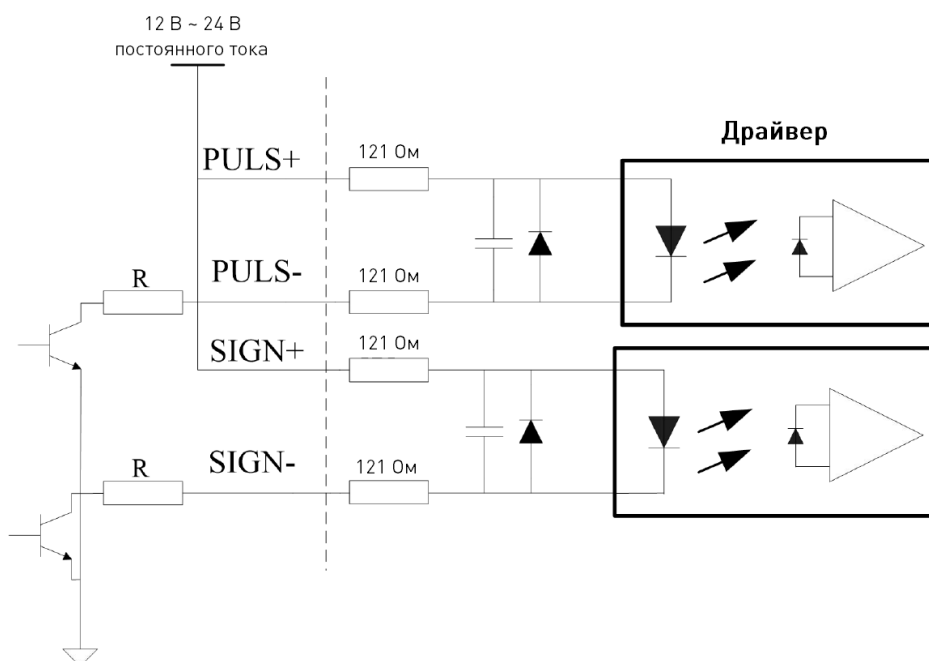 12 В ~ 24 В
постоянного тока
Драйвер
PULS+
121 Ом
PULS-
121 Ом
R
SIGN+
121 Ом
SIGN-
121 Ом
R